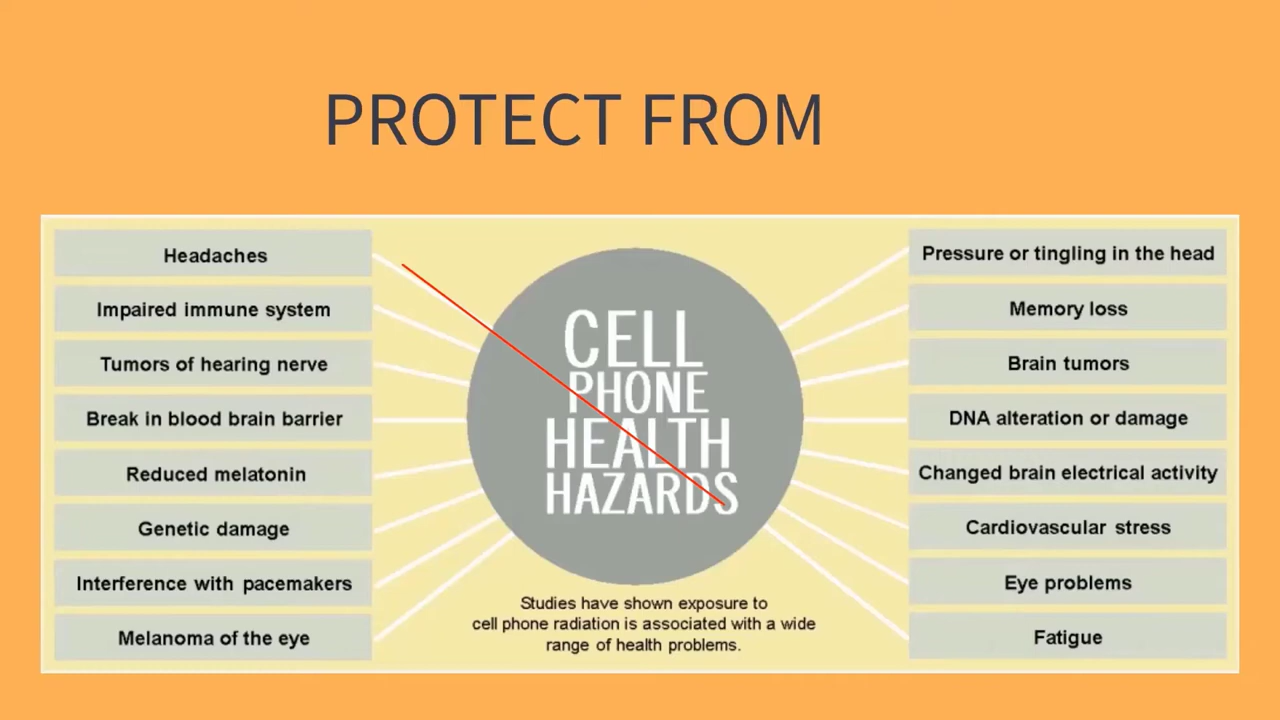 PROTECT FROM
Headaches
Impaired immune system
Tumors of hearing nerve
Break in blood brain barrier
Reduced melatonin
Genetic damage
Interference with pacemakers
Melanoma of the eye
CELL
PHONE
HEALTH
HAZARDS
Studies have shown exposure to
cell phone radiation is associated with a wide
range of health problems.
Pressure or tingling in the head
Memory loss
Brain tumors
DNA alteration or damage
Changed brain electrical activity
Cardiovascular stress
Eye problems
Fatigue